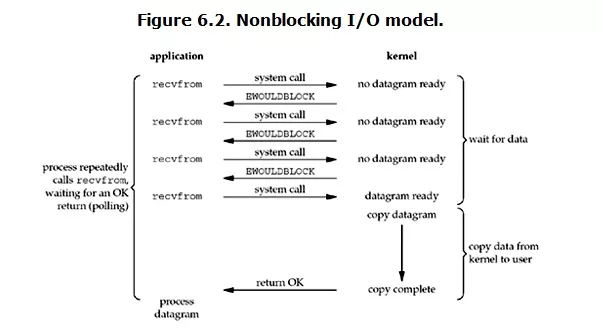 Figure 6.2. Nonblocking I/O model.
application kernel
recvfrom system call no datagram ready
EWOULDBLOCK
recvfrom system call no datagram ready
EWOULDBLOCK
recvfrom system call no datagram ready
EWOULDBLOCK
recvfrom system call datagram ready
process repeatedly
calls recvfrom,
waiting for an OK
return (polling)
wait for data
copy datagram
copy data from
kernel to user
return OK copy complete
process
datagram